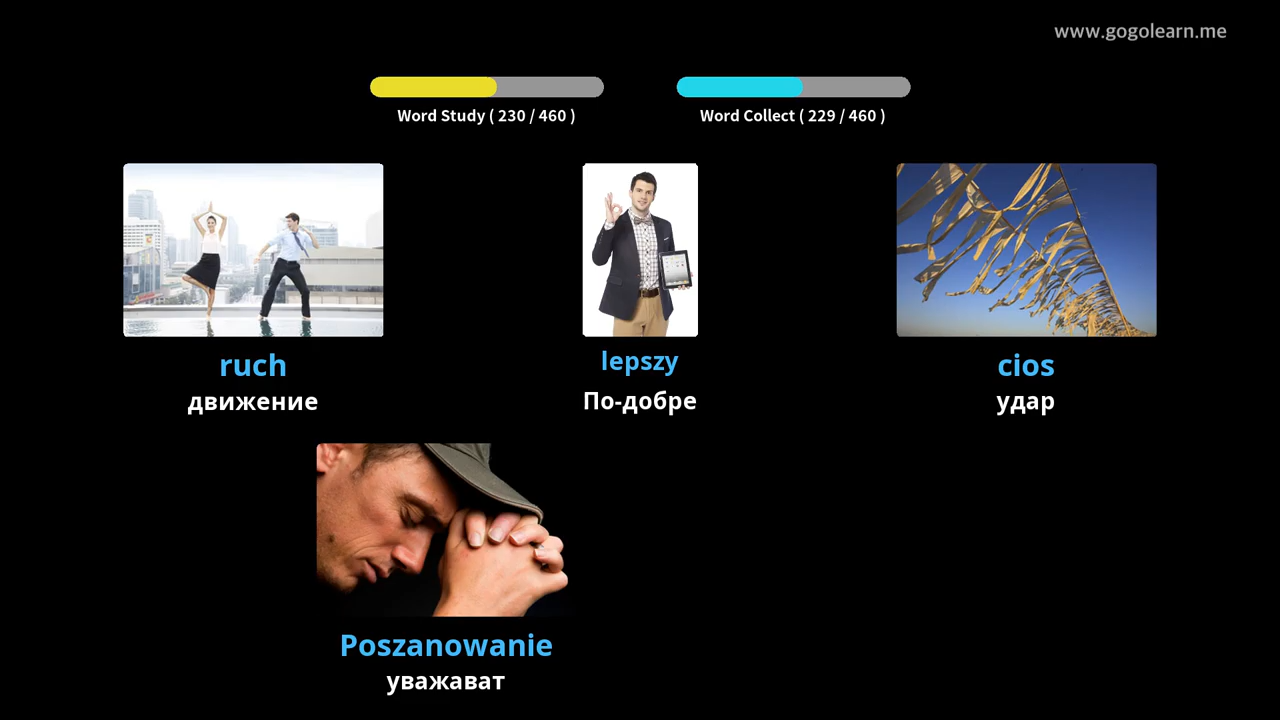 www.gogolearn.me
Word Study ( 230 / 460 )
Word Collect ( 229 / 460 )
ruch
движение
lepszy
По-добре
cios
удар
Poszanowanie
уважават